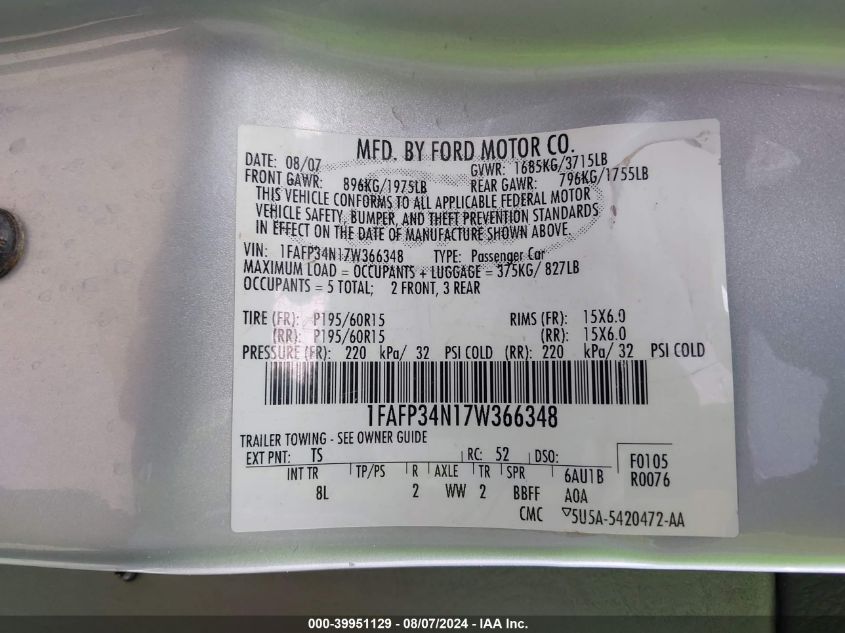 MFD. BY FORD MOTOR CO.
DATE: 08/07 GVWR: 1685KG/3715LB
FRONT GAWR: 896KG/1975LB REAR GAWR: 796KG/1755LB
THIS VEHICLE CONFORMS TO ALL APPLICABLE FEDERAL MOTOR
VEHICLE SAFETY, BUMPER, AND THEFT PREVENTION STANDARDS
IN EFFECT ON THE DATE OF MANUFACTURE SHOWN ABOVE.
VIN: 1FAFP34N17W366348 TYPE: Passenger Car
MAXIMUM LOAD = OCCUPANTS + LUGGAGE = 375KG/ 827LB
OCCUPANTS = 5 TOTAL; 2 FRONT, 3 REAR
TIRE (FR): P195/60R15 RIMS (FR): 15X6.0
(RR): P195/60R15 (RR): 15X6.0
PRESSURE (FR): 220 kPa/ 32 PSI COLD (RR): 220 kPa/ 32 PSI COLD
1FAFP34N17W366348
TRAILER TOWING - SEE OWNER GUIDE
EXT PNT: TS RC: 52 DSO: F0105
INT TR TP/PS R AXLE TR SPR 6AU1B R0076
8L 2 WW 2 BBFF AOA
CMC ▽5U5A-5420472-AA
000-39951129 - 08/07/2024 - IAA Inc.